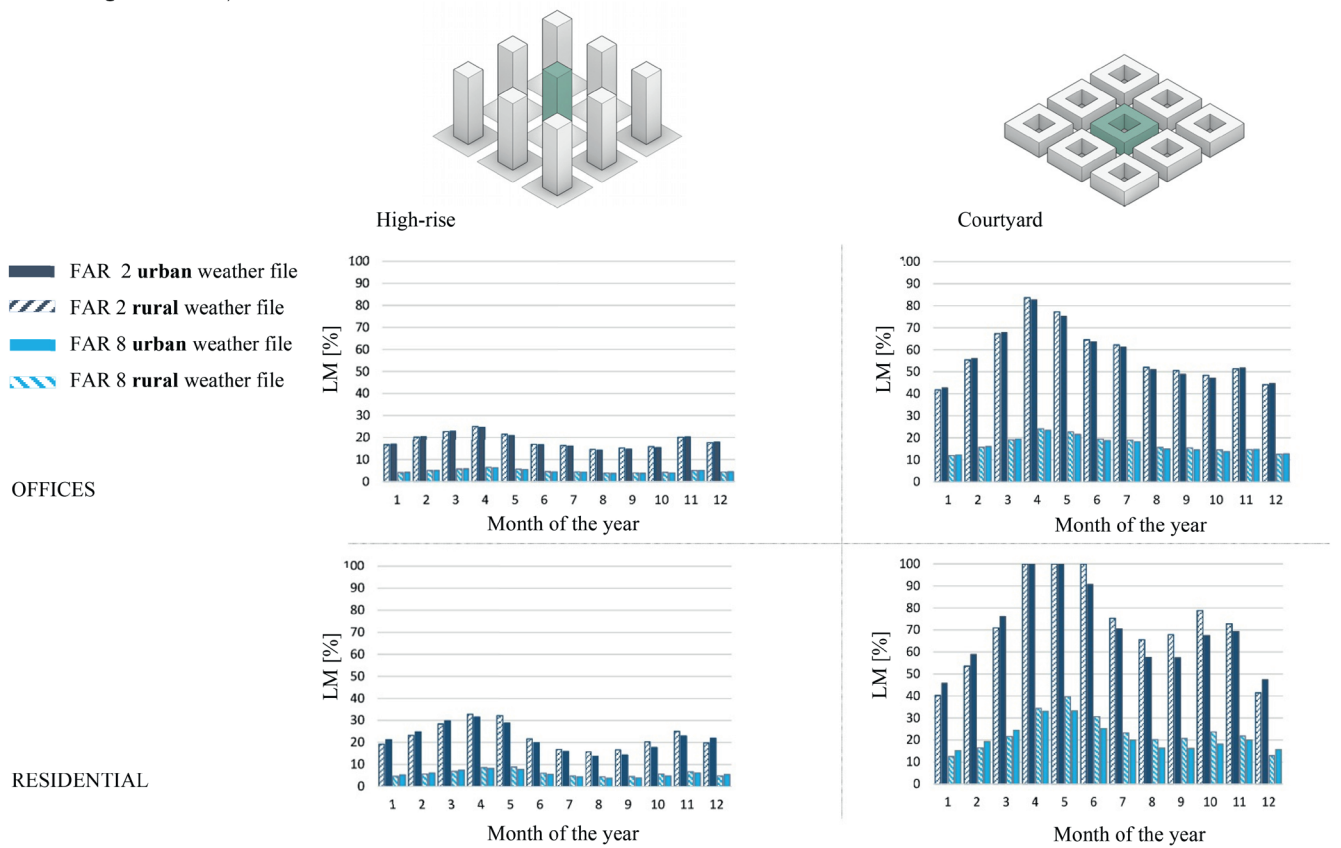 High-rise
Courtyard
FAR 2 urban weather file
FAR 2 rural weather file
FAR 8 urban weather file
FAR 8 rural weather file
OFFICES
LM [%]
100
90
80
70
60
50
40
30
20
10
0
1 2 3 4 5 6 7 8 9 10 11 12
Month of the year
LM [%]
100
90
80
70
60
50
40
30
20
10
0
1 2 3 4 5 6 7 8 9 10 11 12
Month of the year
RESIDENTIAL
LM [%]
100
90
80
70
60
50
40
30
20
10
0
1 2 3 4 5 6 7 8 9 10 11 12
Month of the year
LM [%]
100
90
80
70
60
50
40
30
20
10
0
1 2 3 4 5 6 7 8 9 10 11 12
Month of the year